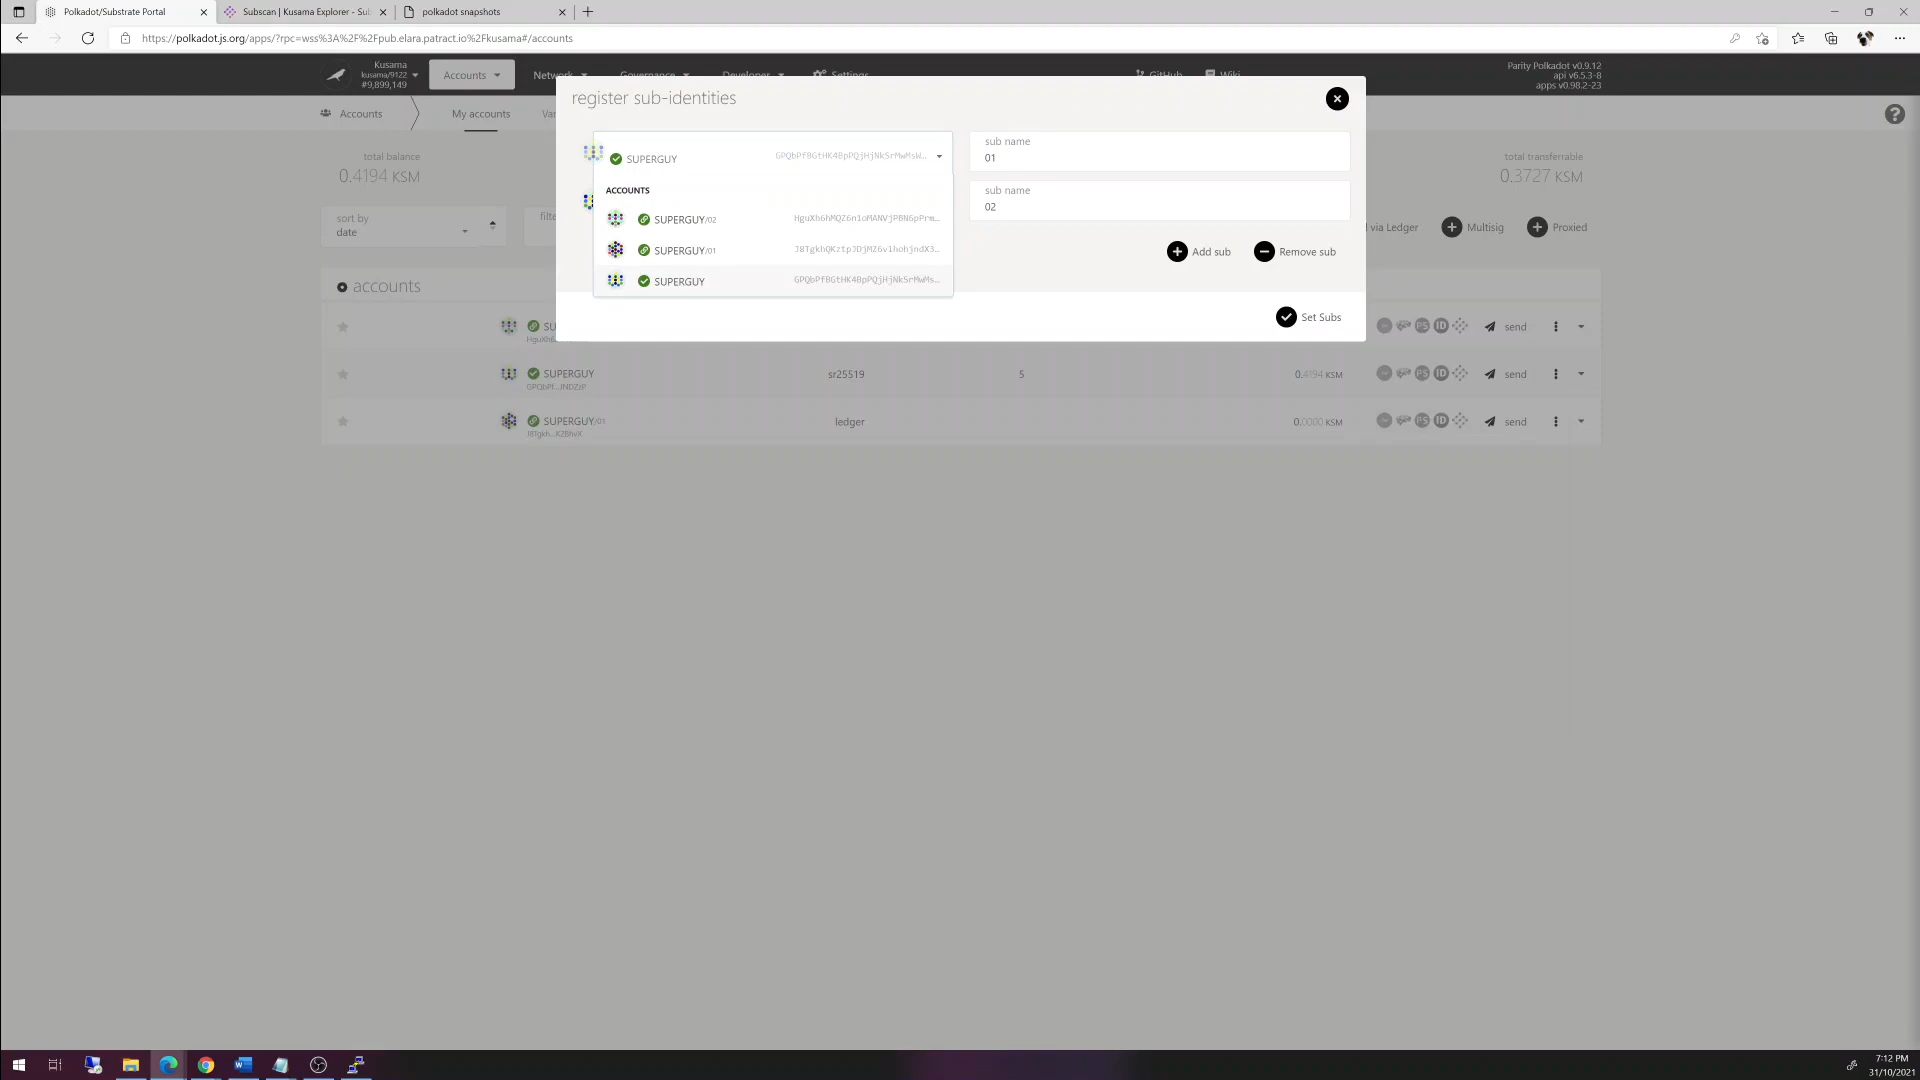 Polkadot/Substrate Portal
Subscan | Kusama Explorer - Sub
polkadot snapshots
https://polkadot.js.org/apps/?rpc=wss%3A%2F%2Fpub.elara.patract.io%2Fkusama#/accounts
Kusama
kusama/9122
#9,899,149
Accounts
Network
Governance
Developer
Settings
GitHub
Wiki
Parity Polkadot v0.9.12
api v6.5.3-8
apps v0.98.2-23
Accounts
My accounts
Van
register sub-identities
total balance
0.4194 KSM
total transferrable
0.3727 KSM
SUPERGUY
sub name
01
ACCOUNTS
SUPERGUY/02
SUPERGUY/01
SUPERGUY
sub name
02
Add sub
Remove sub
Set Subs
sort by
date
filte
via Ledger
Multisig
Proxied
accounts
SU
HguXh6
send
SUPERGUY
sr25519
5
0.4194 KSM
send
SUPERGUY/01
ledger
0.0000 KSM
send
7:12 PM
31/10/2021